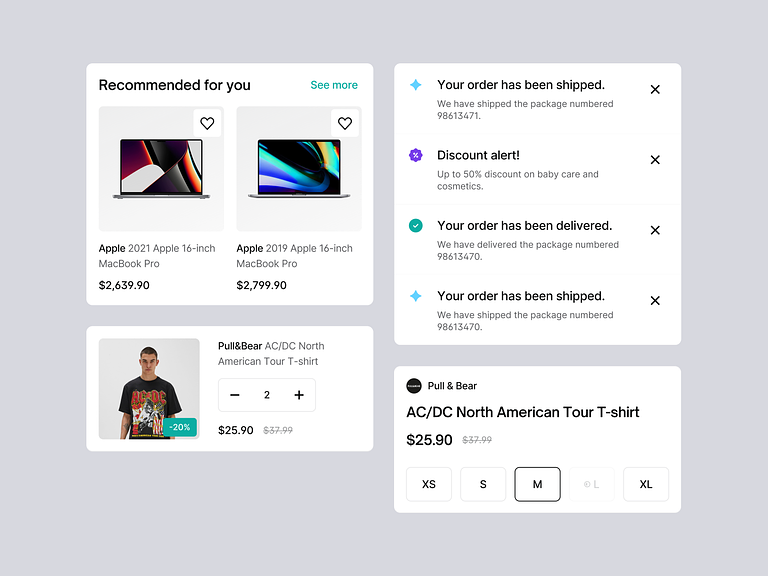 Recommended for you
See more
Apple 2021 Apple 16-inch
MacBook Pro
$2,639.90
Apple 2019 Apple 16-inch
MacBook Pro
$2,799.90
-20%
Pull&Bear AC/DC North
American Tour T-shirt
2
$25.90 $37.99
Your order has been shipped.
We have shipped the package numbered
98613471.
Discount alert!
Up to 50% discount on baby care and
cosmetics.
Your order has been delivered.
We have delivered the package numbered
98613470.
Your order has been shipped.
We have shipped the package numbered
98613470.
Pull & Bear
AC/DC North American Tour T-shirt
$25.90 $37.99
XS S M L XL